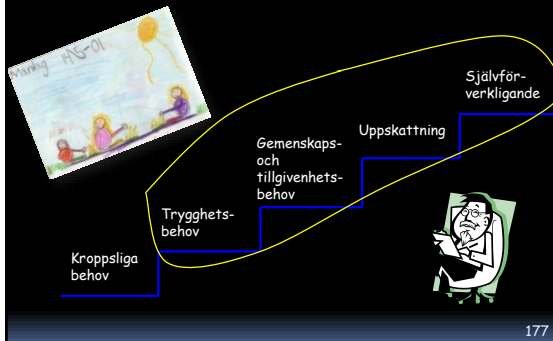 Självför-
verkligande
Uppskattning
Gemenskaps-
och
tillgivenhets-
behov
Trygghets-
behov
Kroppsliga
behov
177